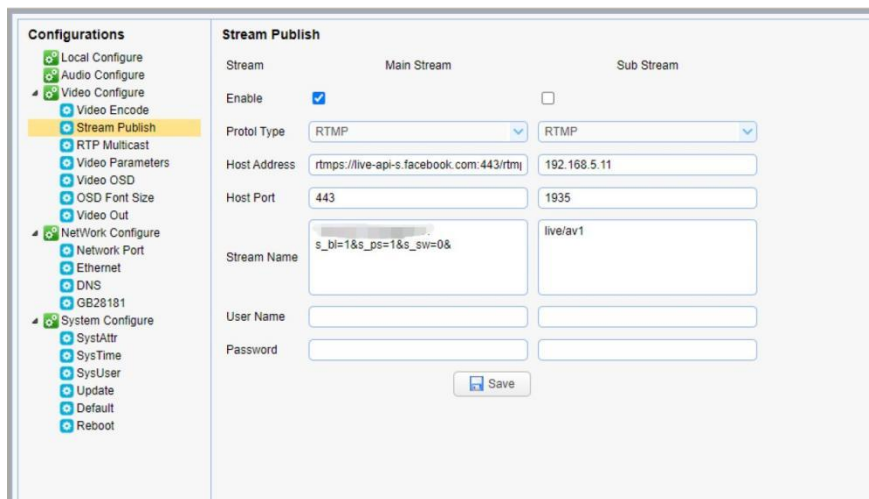 Configurations
Local Configure
Audio Configure
Video Configure
Video Encode
Stream Publish
RTP Multicast
Video Parameters
Video OSD
OSD Font Size
Video Out
NetWork Configure
Network Port
Ethernet
DNS
GB28181
System Configure
SystAttr
SysTime
SysUser
Update
Default
Reboot
Stream Publish
Stream Main Stream Sub Stream
Enable
Protol Type RTMP RTMP
Host Address rtmps://live-api-s.facebook.com:443/rtmp 192.168.5.11
Host Port 443 1935
Stream Name
s_bl=1&s_ps=1&s_sw=0& live/av1
User Name
Password
Save